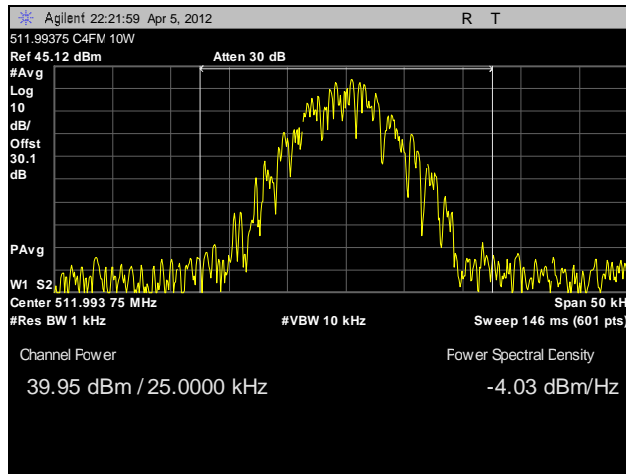 Agilent 22:21:59 Apr 5, 2012 R T
511.99375 C4FM 10W
Ref 45.12 dBm Atten 30 dB
#Avg
Log
10
dB/
Offst
30.1
dB
PAvg
W1 S2
Center 511.993 75 MHz Span 50 kH
#Res BW 1 kHz #VBW 10 kHz Sweep 146 ms (601 pts)
Channel Power Power Spectral Density
39.95 dBm / 25.0000 kHz -4.03 dBm/Hz